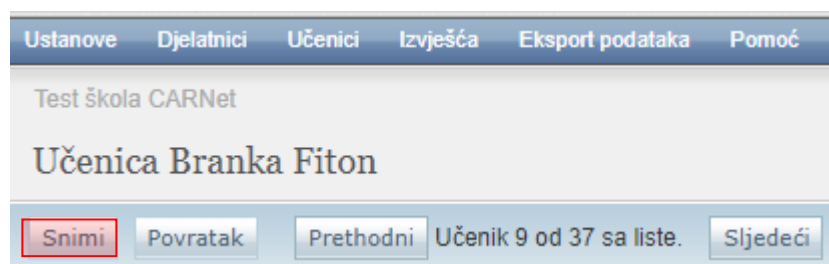 Ustanove Djelatnici Učenici Izvješća Eksport podataka Pomoć
Test škola CARNet
Učenica Branka Fiton
Snimi Povratak Prethodni Učenik 9 od 37 sa liste. Sljedeći